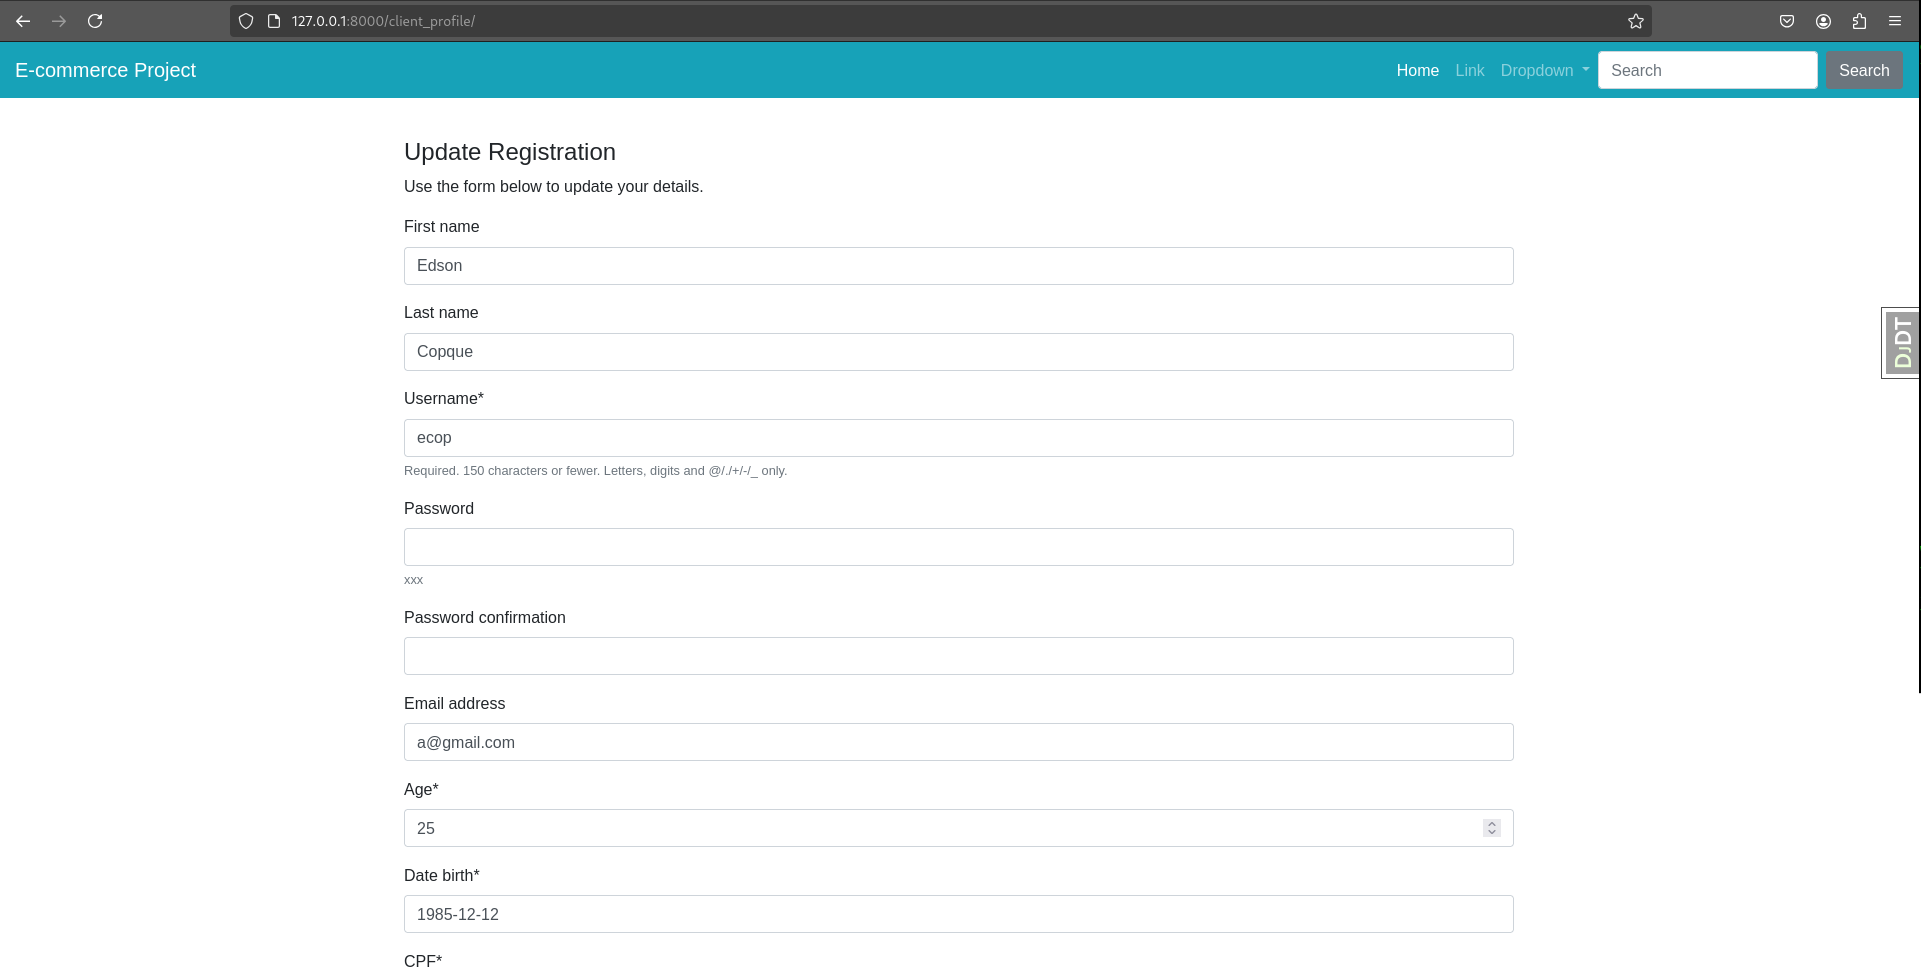 127.0.0.1:8000/client_profile/
E-commerce Project
Home Link Dropdown Search Search
Update Registration
Use the form below to update your details.
First name
Edson
Last name
Copque
Username*
ecop
Required. 150 characters or fewer. Letters, digits and @/./+/-/_ only.
Password
xxx
Password confirmation
Email address
a@gmail.com
Age*
25
Date birth*
1985-12-12
CPF*
DJDT